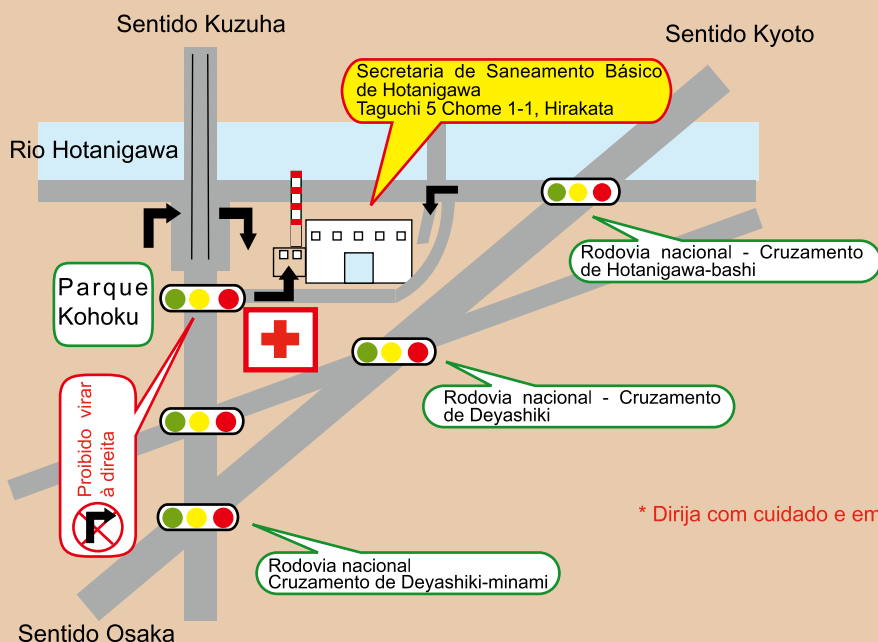 Sentido Kuzuha
Sentido Kyoto
Secretaria de Saneamento Básico
de Hotanigawa
Taguchi 5 Chome 1-1, Hirakata
Rio Hotanigawa
Rodovia nacional - Cruzamento
de Hotanigawa-bashi
Parque
Kohoku
Rodovia nacional - Cruzamento
de Deyashiki
Proibido virar
à direita
* Dirija com cuidado e em
Rodovia nacional
Cruzamento de Deyashiki-minami
Sentido Osaka